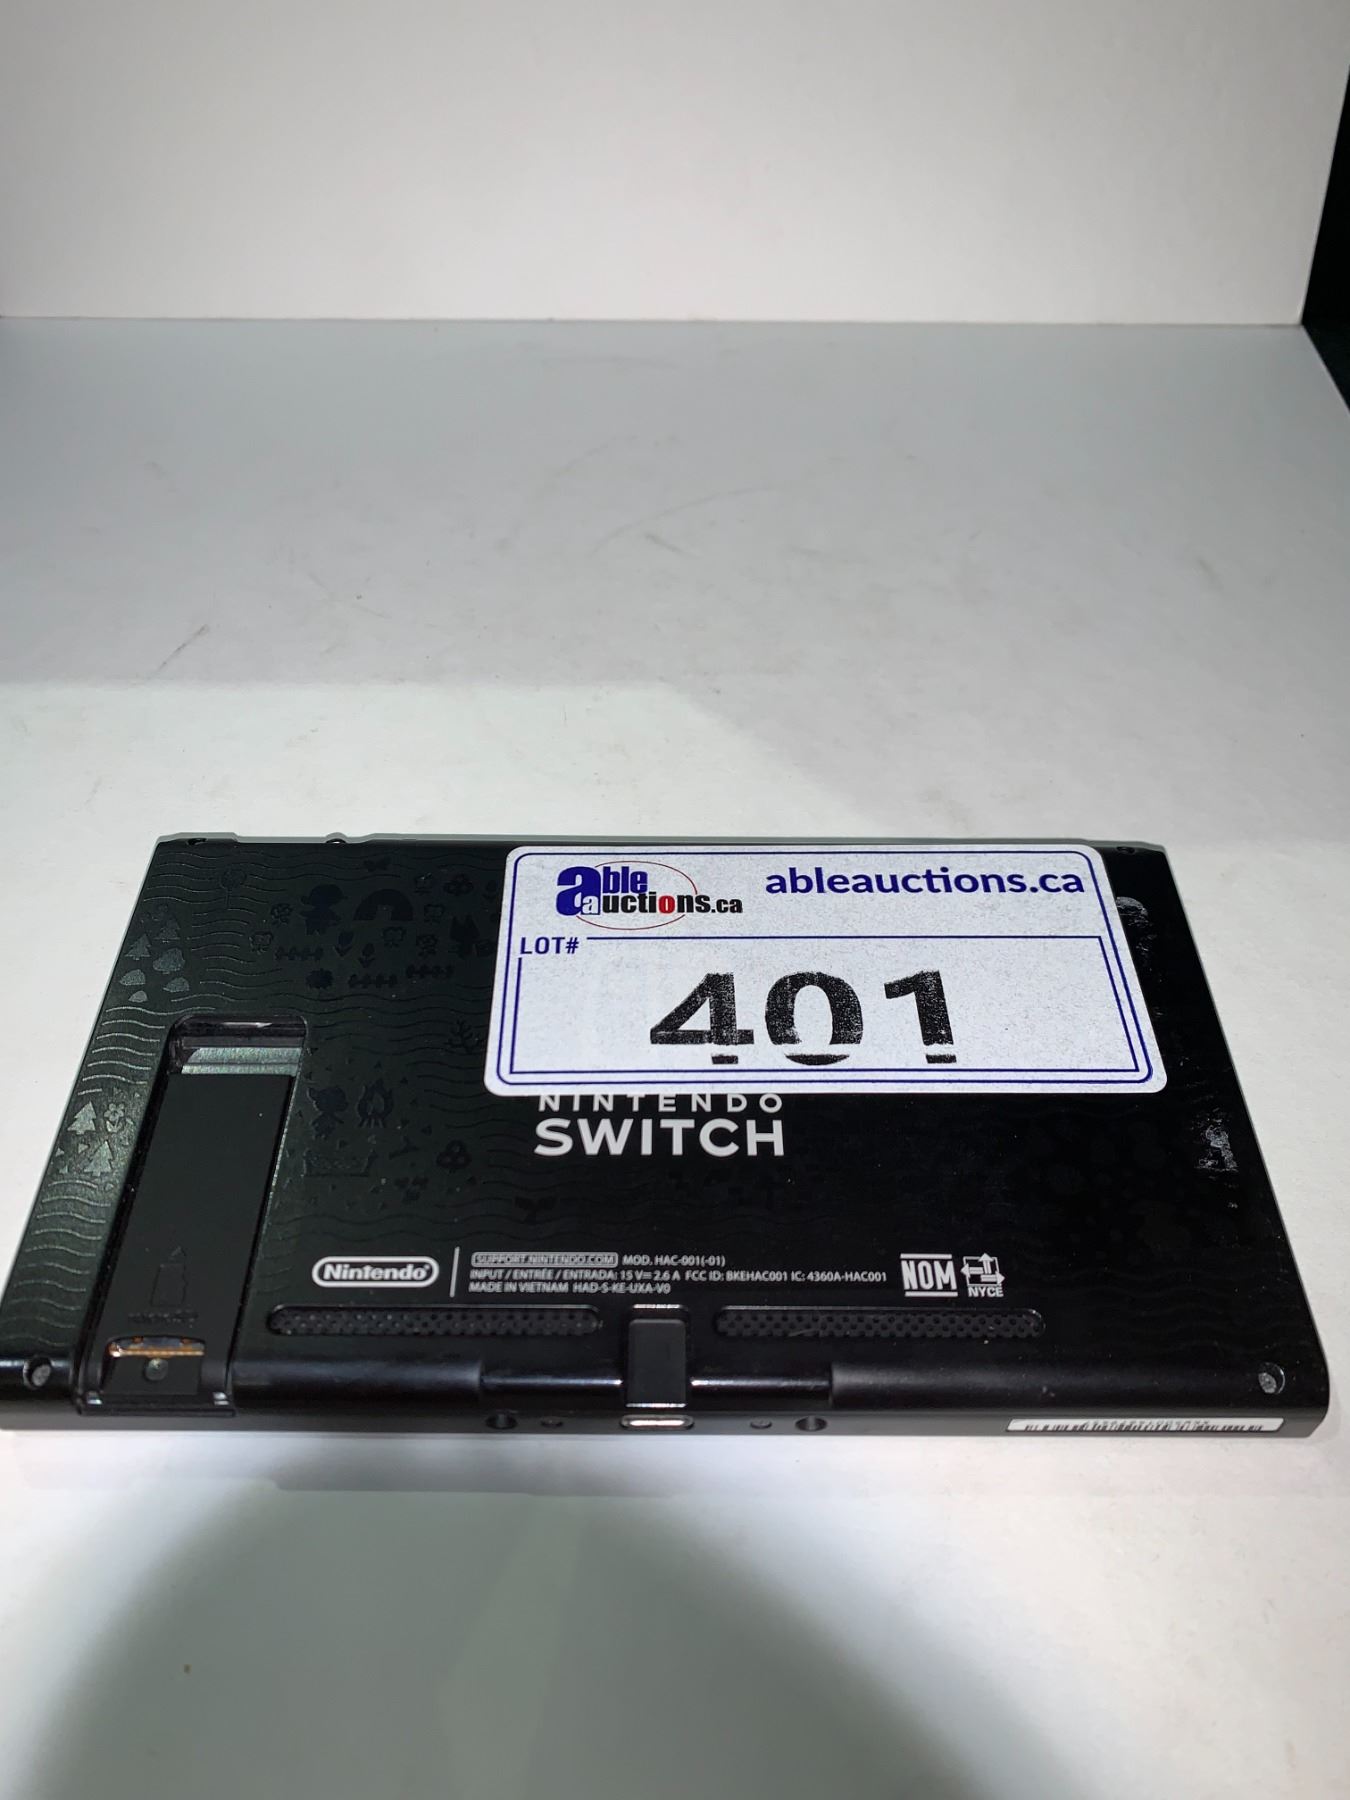 able auctions.ca
ableauctions.ca
LOT#
401
NINTENDO
SWITCH
Nintendo®
SUPPORT.NINTENDO.COM MOD. HAC-001(-01)
INPUT / ENTRÉE / ENTRADA: 15 V⎓ 2.6 A FCC ID: BKEHAC001 IC: 4360A-HAC001
MADE IN VIETNAM HAD-S-KE-UXA-V0
NOM
NYCE